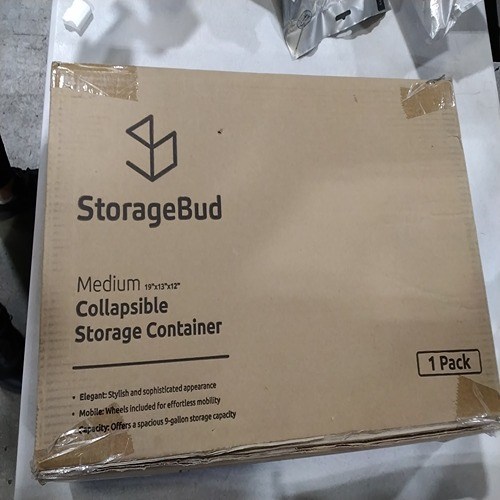 StorageBud
Medium 19"x13"x12"
Collapsible
Storage Container
1 Pack
• Elegant: Stylish and sophisticated appearance
• Mobile: Wheels included for effortless mobility
• Capacity: Offers a spacious 9-gallon storage capacity